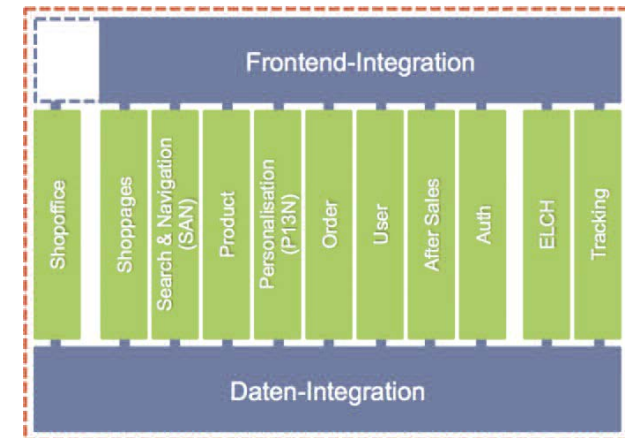 Frontend-Integration
Shopoffice
Shoppages
Search & Navigation
(SAN)
Product
Personalisation
(P13N)
Order
User
After Sales
Auth
ELCH
Tracking
Daten-Integration